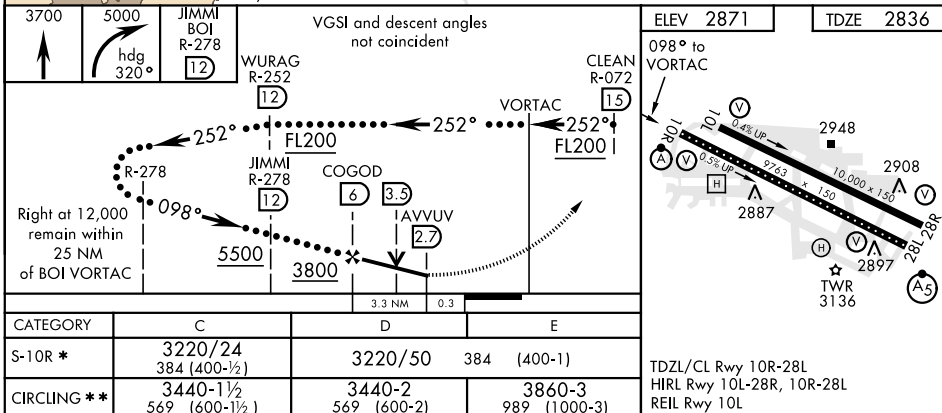 3700
5000
hdg
320°
JIMMI
BOI
R-278
12
VGSI and descent angles
not coincident
WURAG
R-252
12
VORTAC
CLEAN
R-072
15
252°
252°
252°
FL200
FL200
R-278
JIMMI
R-278
12
COGOD
6
3.5
AVVUV
2.7
098°
Right at 12,000
remain within
25 NM
of BOI VORTAC
5500
3800
3.3 NM
0.3
CATEGORY C D E
S-10R * 3220/24 3220/50 384 (400-1)
384 (400-½)
CIRCLING ** 3440-1½ 3440-2 3860-3
569 (600-1½) 569 (600-2) 989 (1000-3)
ELEV 2871
TDZE 2836
098° to
VORTAC
10R
10L
V
0.4% UP
2948
A
V
0.5% UP
9763 x 150
10,000 x 150
2908
V
H
2887
28L
28R
H
V
2897
TWR
3136
A5
TDZL/CL Rwy 10R-28L
HIRL Rwy 10L-28R, 10R-28L
REIL Rwy 10L